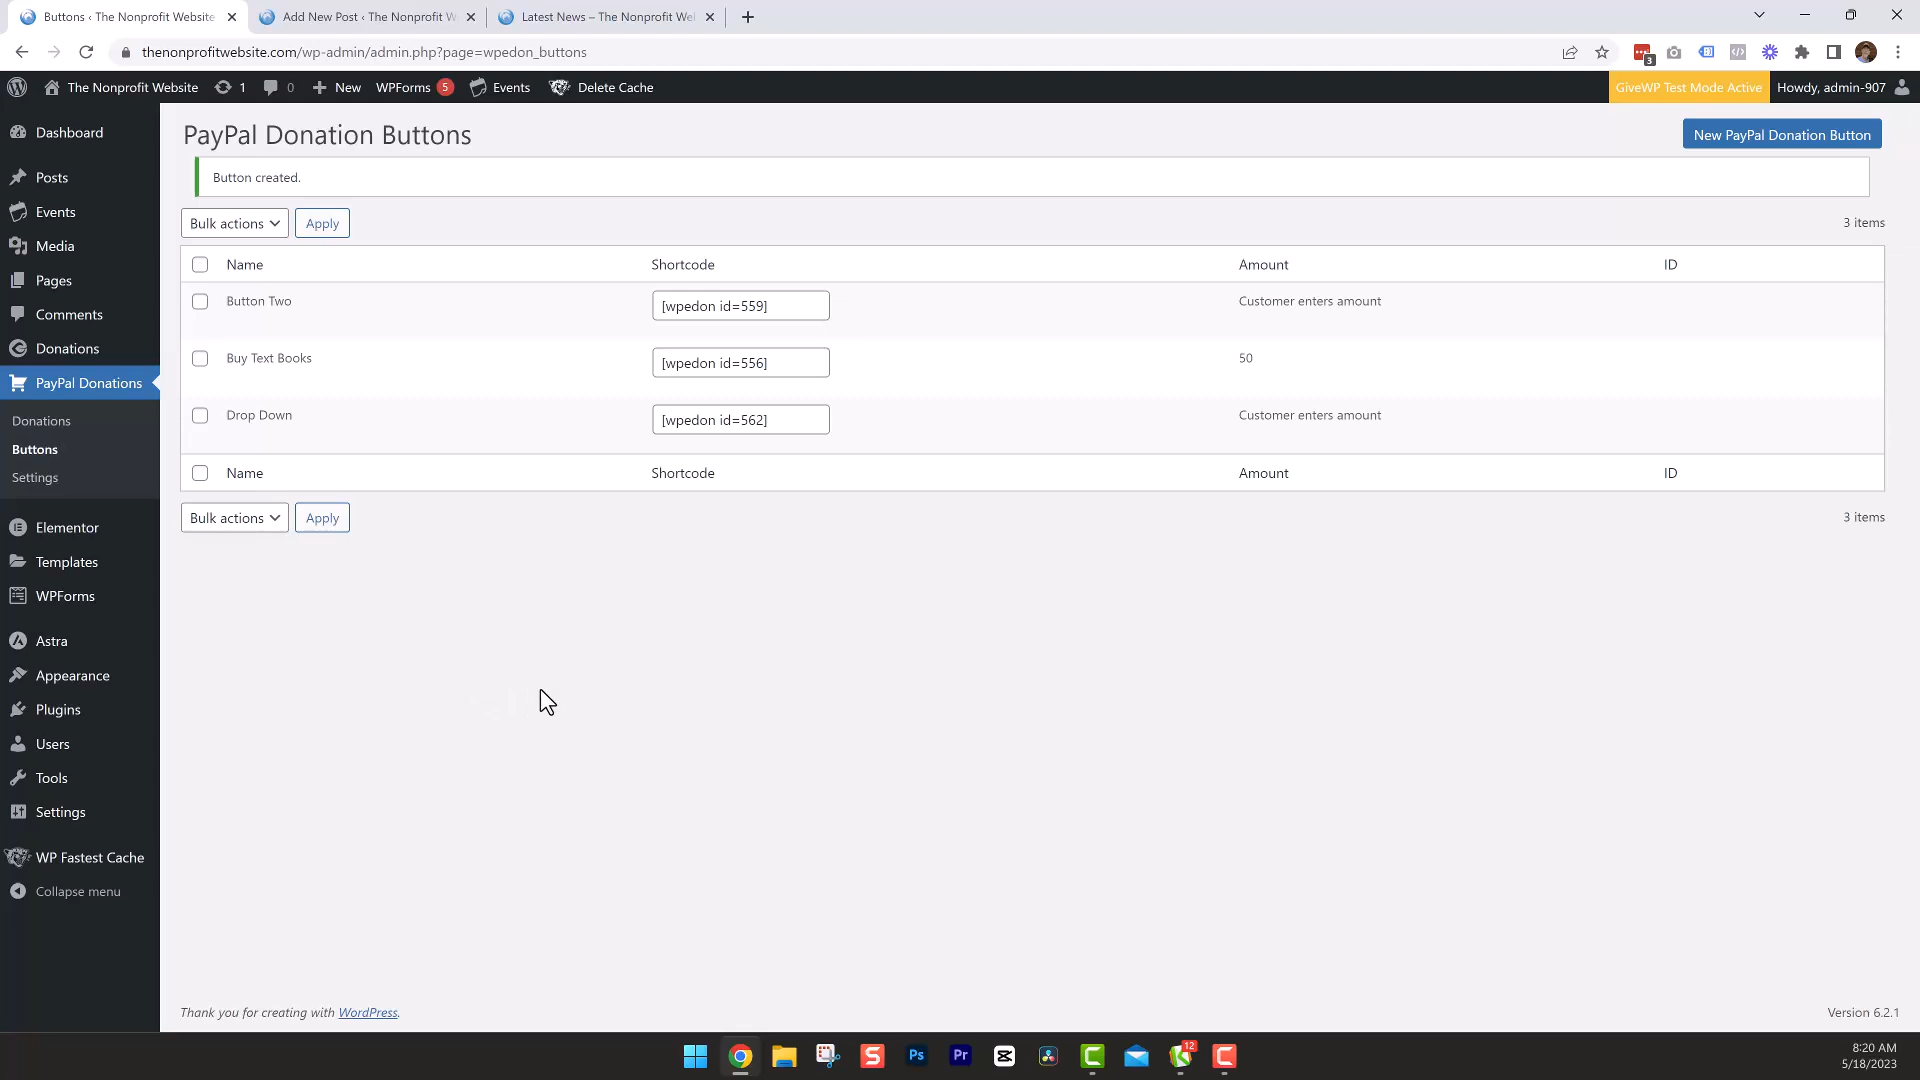 Buttons ‹ The Nonprofit Website
Add New Post ‹ The Nonprofit W
Latest News – The Nonprofit Wel
thenonprofitwebsite.com/wp-admin/admin.php?page=wpedon_buttons
3
The Nonprofit Website
1
0
New
WPForms 5
Events
Delete Cache
GiveWP Test Mode Active
Howdy, admin-907
Dashboard
Posts
Events
Media
Pages
Comments
Donations
PayPal Donations
Donations
Buttons
Settings
Elementor
Templates
WPForms
Astra
Appearance
Plugins
Users
Tools
Settings
WP Fastest Cache
Collapse menu
PayPal Donation Buttons
New PayPal Donation Button
Button created.
Bulk actions
Apply
3 items
Name Shortcode Amount ID
Button Two [wpedon id=559] Customer enters amount
Buy Text Books [wpedon id=556] 50
Drop Down [wpedon id=562] Customer enters amount
Name Shortcode Amount ID
Bulk actions
Apply
3 items
Thank you for creating with WordPress.
Version 6.2.1
S
Ps
Pr
C
12
C
8:20 AM
5/18/2023